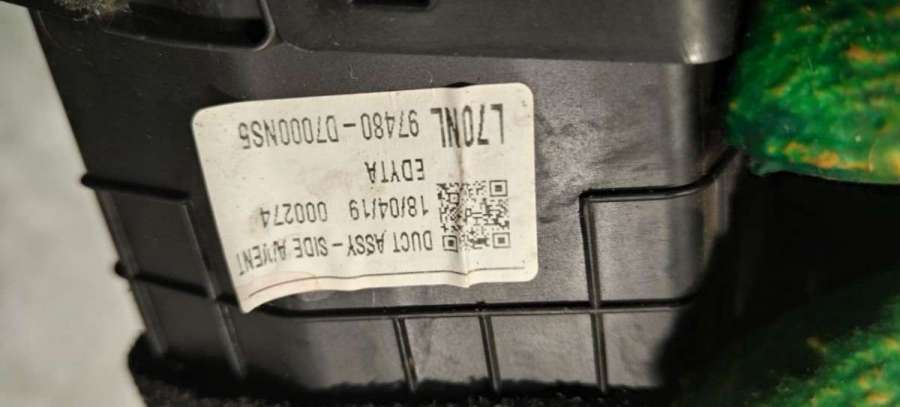 DUCT ASSY-SIDE A/VENT
18/04/19 000274
EDYTA
L70NL 97480-D7000NS5